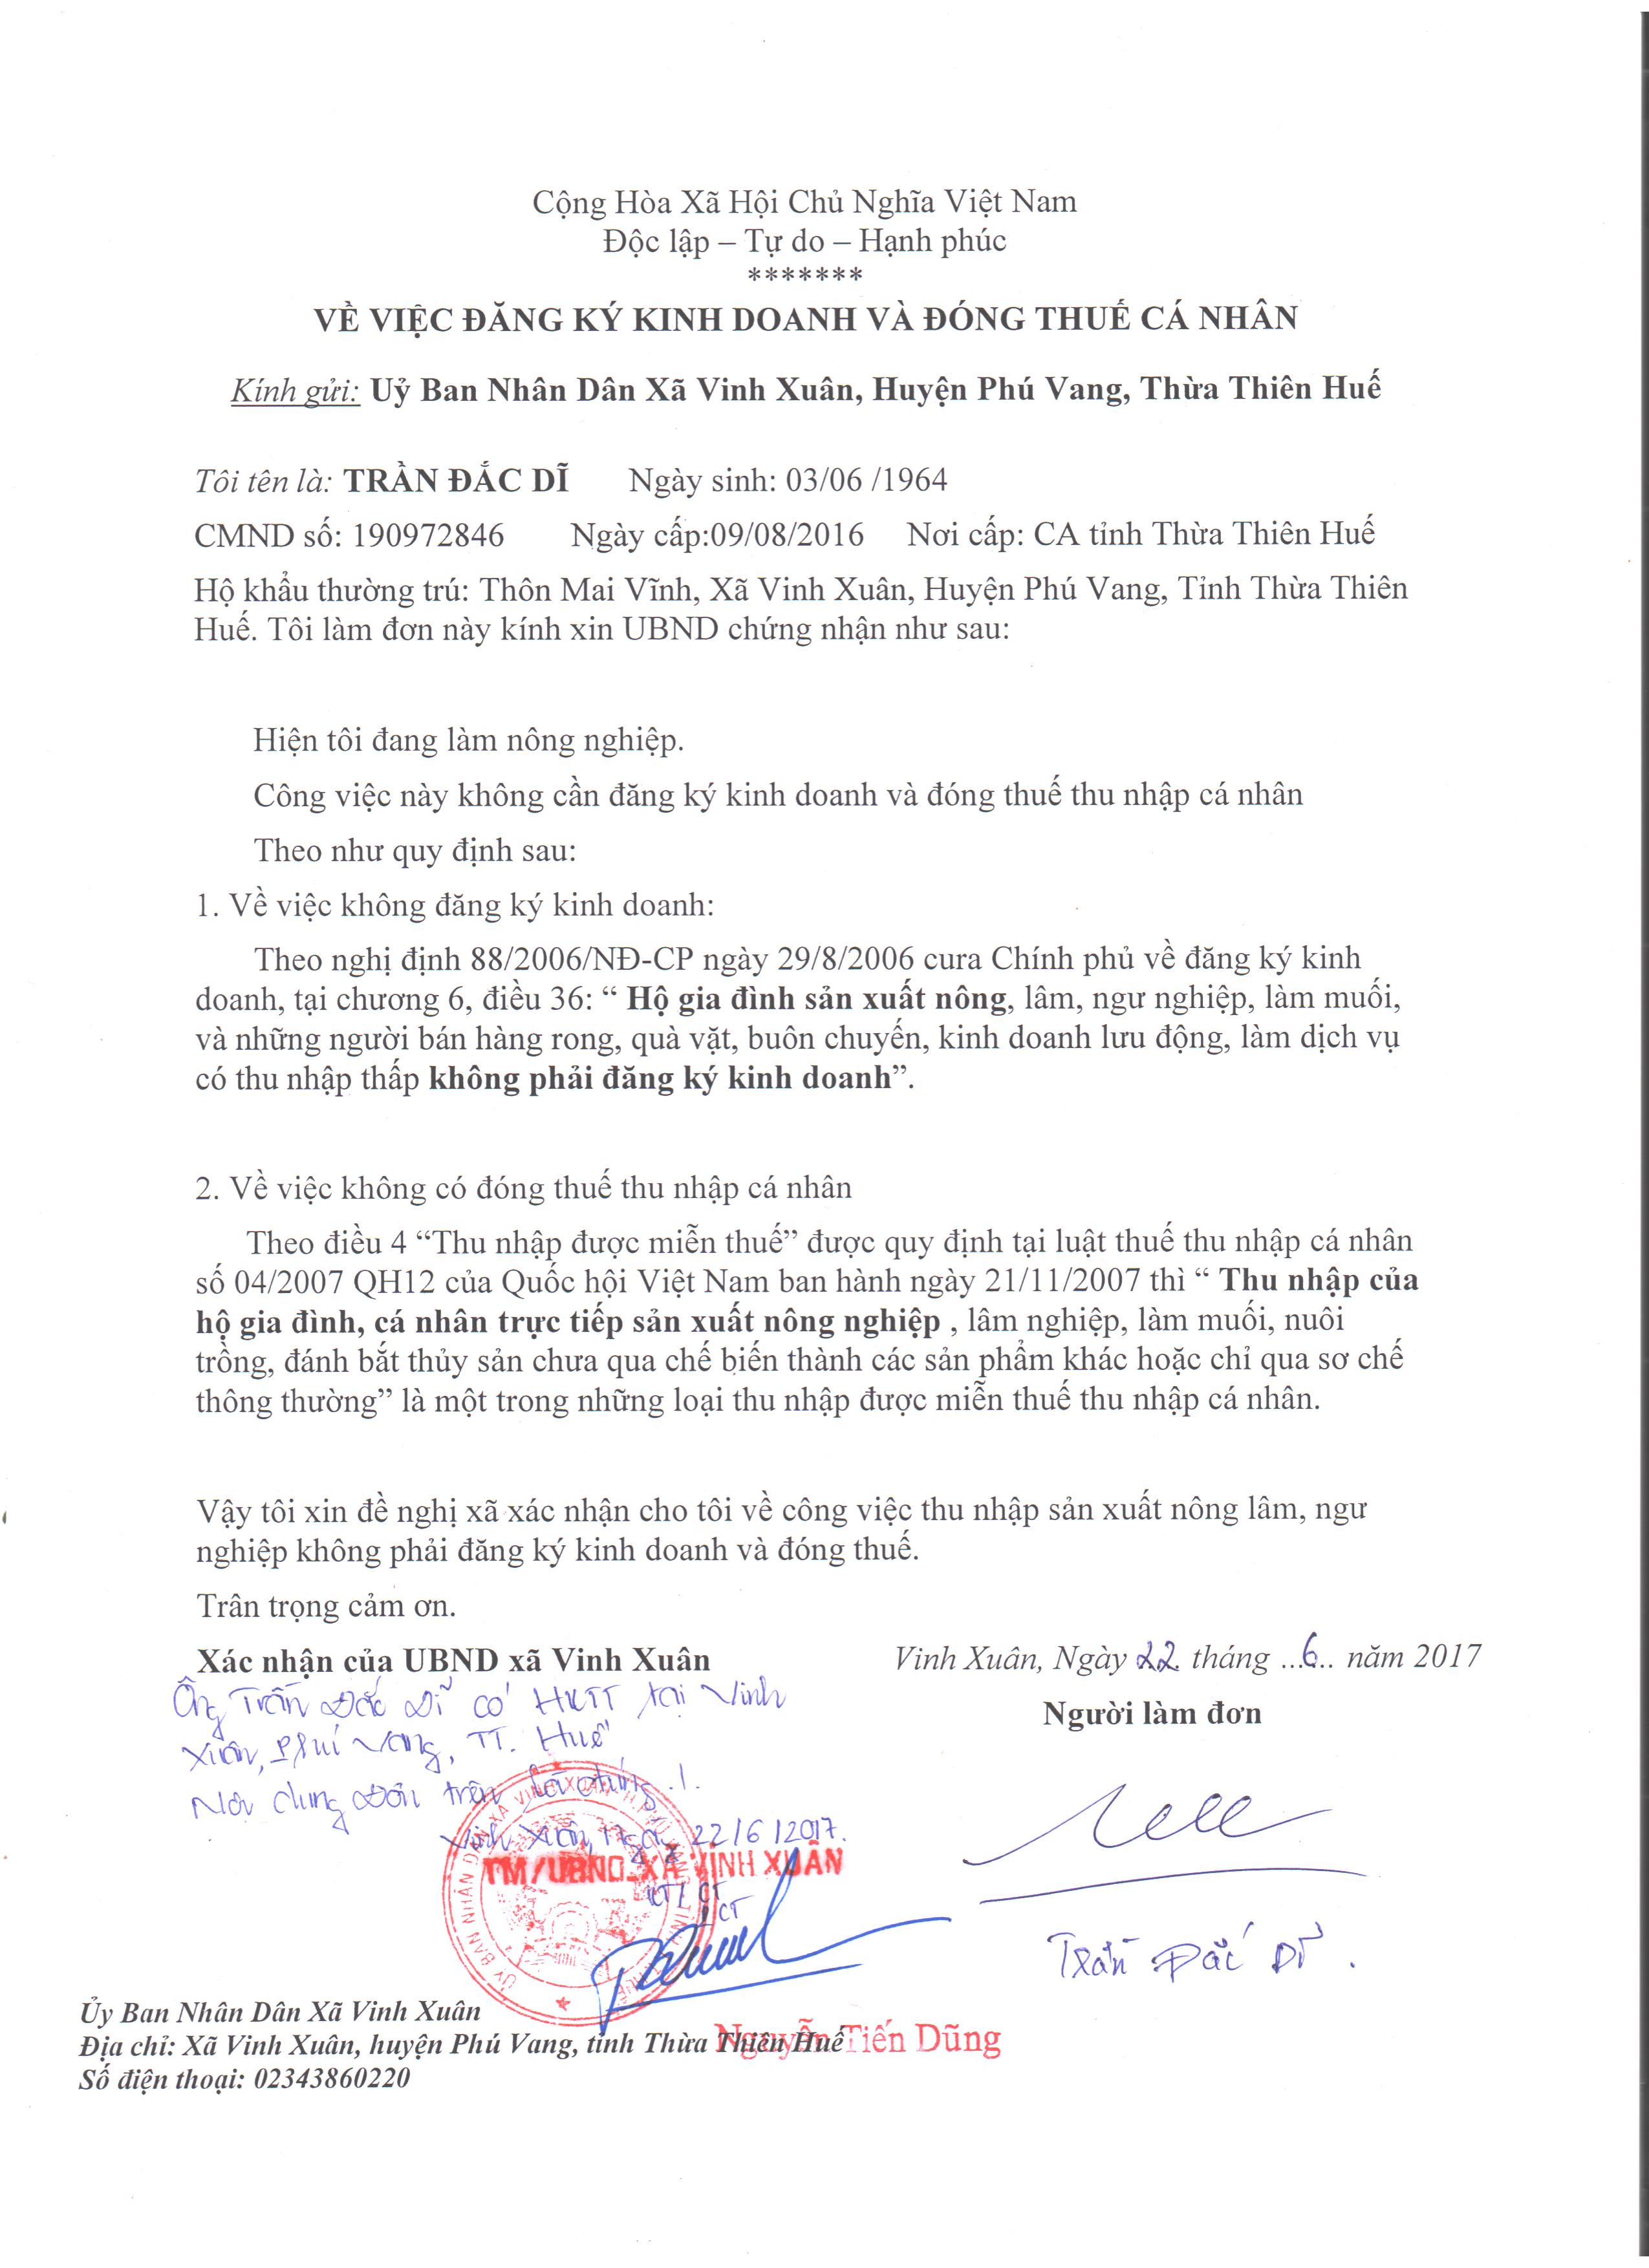 Cộng Hòa Xã Hội Chủ Nghĩa Việt Nam
Độc lập – Tự do – Hạnh phúc
*******
VỀ VIỆC ĐĂNG KÝ KINH DOANH VÀ ĐÓNG THUẾ CÁ NHÂN
Kính gửi: Uỷ Ban Nhân Dân Xã Vinh Xuân, Huyện Phú Vang, Thừa Thiên Huế
Tôi tên là: TRẦN ĐẮC DĨ Ngày sinh: 03/06 /1964
CMND số: 190972846 Ngày cấp:09/08/2016 Nơi cấp: CA tỉnh Thừa Thiên Huế
Hộ khẩu thường trú: Thôn Mai Vĩnh, Xã Vinh Xuân, Huyện Phú Vang, Tỉnh Thừa Thiên
Huế. Tôi làm đơn này kính xin UBND chứng nhận như sau:
Hiện tôi đang làm nông nghiệp.
Công việc này không cần đăng ký kinh doanh và đóng thuế thu nhập cá nhân
Theo như quy định sau:
1. Về việc không đăng ký kinh doanh:
Theo nghị định 88/2006/NĐ-CP ngày 29/8/2006 cura Chính phủ về đăng ký kinh
doanh, tại chương 6, điều 36: “ Hộ gia đình sản xuất nông, lâm, ngư nghiệp, làm muối,
và những người bán hàng rong, quà vặt, buôn chuyến, kinh doanh lưu động, làm dịch vụ
có thu nhập thấp không phải đăng ký kinh doanh”.
2. Về việc không có đóng thuế thu nhập cá nhân
Theo điều 4 “Thu nhập được miễn thuế” được quy định tại luật thuế thu nhập cá nhân
số 04/2007 QH12 của Quốc hội Việt Nam ban hành ngày 21/11/2007 thì “ Thu nhập của
hộ gia đình, cá nhân trực tiếp sản xuất nông nghiệp , lâm nghiệp, làm muối, nuôi
trồng, đánh bắt thủy sản chưa qua chế biến thành các sản phẩm khác hoặc chỉ qua sơ chế
thông thường” là một trong những loại thu nhập được miễn thuế thu nhập cá nhân.
Vậy tôi xin đề nghị xã xác nhận cho tôi về công việc thu nhập sản xuất nông lâm, ngư
nghiệp không phải đăng ký kinh doanh và đóng thuế.
Trân trọng cảm ơn.
Xác nhận của UBND xã Vinh Xuân
Ông Trần Đắc Dĩ có HKTT tại Vinh
Xuân, Phú Vang, TT. Huế
Nội dung Đơn trên là đúng ./.
Vinh Xuân, ngày 22/6/2017.
TM/UBND XÃ VINH XUÂN
KT/ CT
PCT
Nguyễn Tiến Dũng
Vinh Xuân, Ngày 22 tháng ...6... năm 2017
Người làm đơn
Trần Đắc Dĩ .
Ủy Ban Nhân Dân Xã Vinh Xuân
Địa chỉ: Xã Vinh Xuân, huyện Phú Vang, tỉnh Thừa Thiên Huế
Số điện thoại: 02343860220